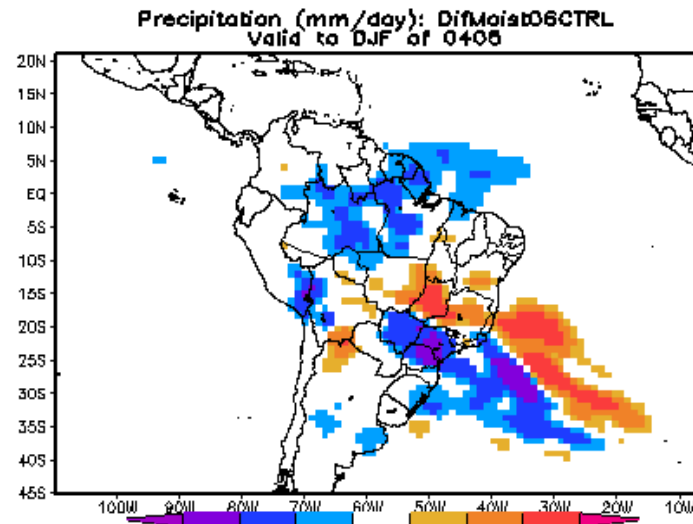 Precipitation (mm/day): DifMoist06CTRL
Valid to DJF of 0405
20N
15N
10N
5N
EQ
5S
10S
15S
20S
25S
30S
35S
40S
45S
100W 90W 80W 70W 60W 50W 40W 30W 20W 10W